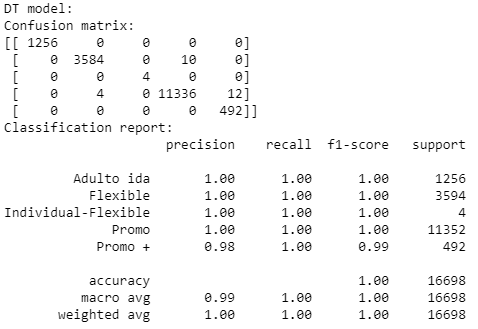 DT model:
Confusion matrix:
[[ 1256 0 0 0 0]
[ 0 3584 0 10 0]
[ 0 0 4 0 0]
[ 0 4 0 11336 12]
[ 0 0 0 0 492]]
Classification report:
precision recall f1-score support
Adulto ida 1.00 1.00 1.00 1256
Flexible 1.00 1.00 1.00 3594
Individual-Flexible 1.00 1.00 1.00 4
Promo 1.00 1.00 1.00 11352
Promo + 0.98 1.00 0.99 492
accuracy 1.00 16698
macro avg 0.99 1.00 1.00 16698
weighted avg 1.00 1.00 1.00 16698